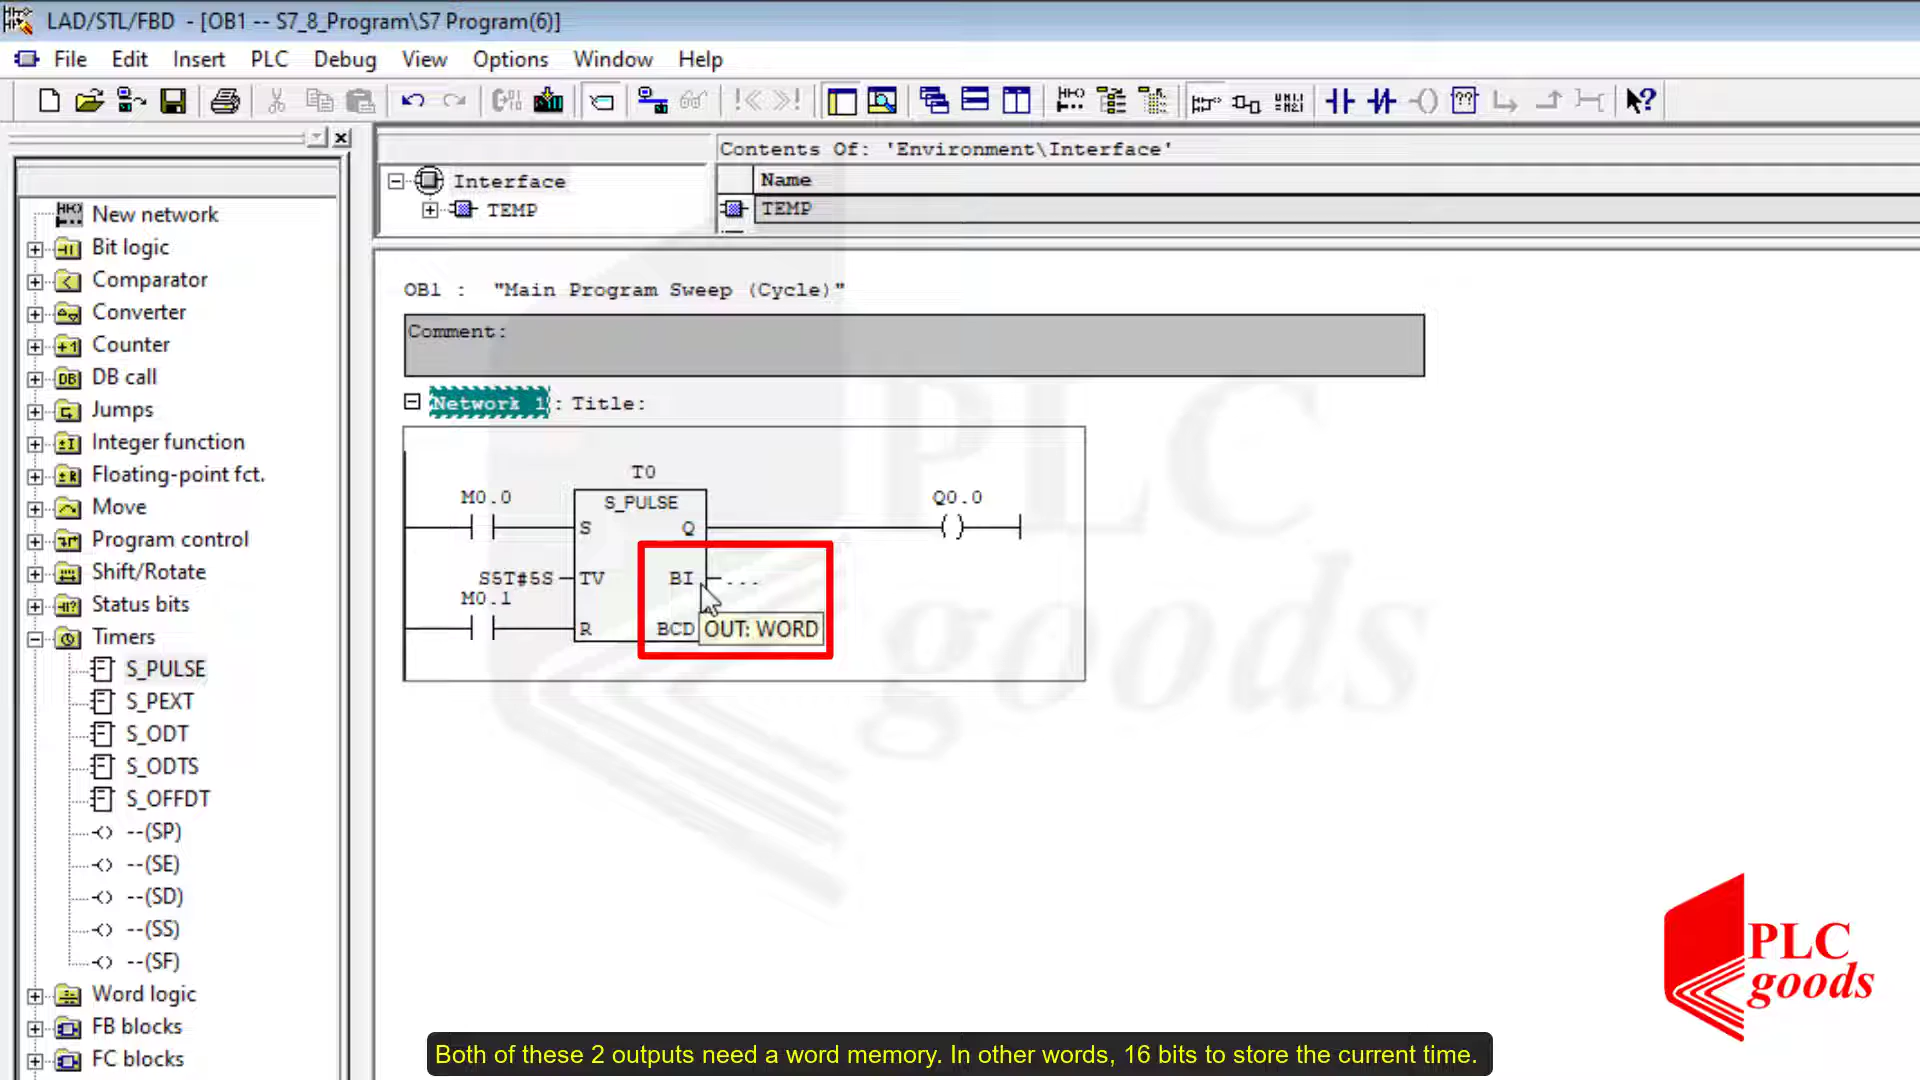 LAD/STL/FBD - [OB1 -- S7_8_Program\S7 Program(6)]
File Edit Insert PLC Debug View Options Window Help
Contents Of: 'Environment\Interface'
Interface
Name
TEMP
TEMP
New network
Bit logic
Comparator
Converter
Counter
DB call
Jumps
Integer function
Floating-point fct.
Move
Program control
Shift/Rotate
Status bits
Timers
S_PULSE
S_PEXT
S_ODT
S_ODTS
S_OFFDT
--(SP)
--(SE)
--(SD)
--(SS)
--(SF)
Word logic
FB blocks
FC blocks
OB1 : "Main Program Sweep (Cycle)"
Comment:
Network 1: Title:
T0
M0.0
S_PULSE
Q0.0
S
Q
S5T#5S
TV
BI
...
M0.1
R
BCD
OUT: WORD
PLC
goods
PLC
goods
Both of these 2 outputs need a word memory. In other words, 16 bits to store the current time.